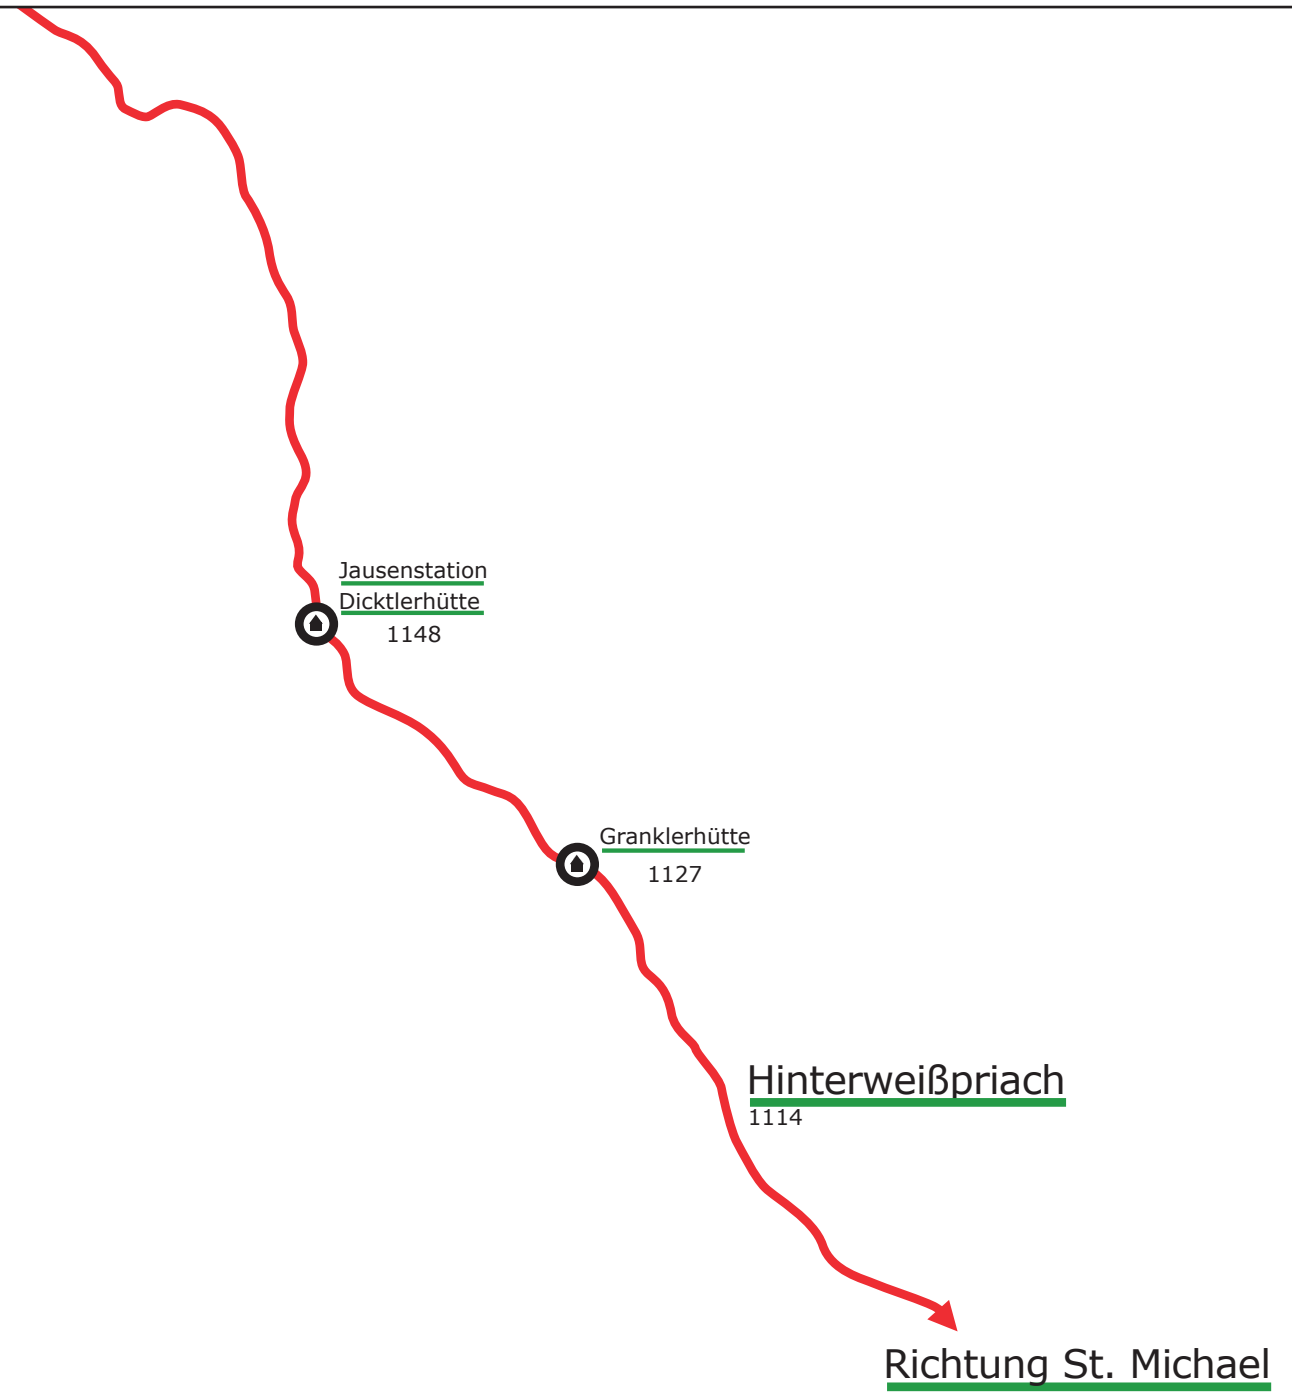 Jausenstation
Dicktlerhütte
1148
Granklerhütte
1127
Hinterweißpriach
1114
Richtung St. Michael